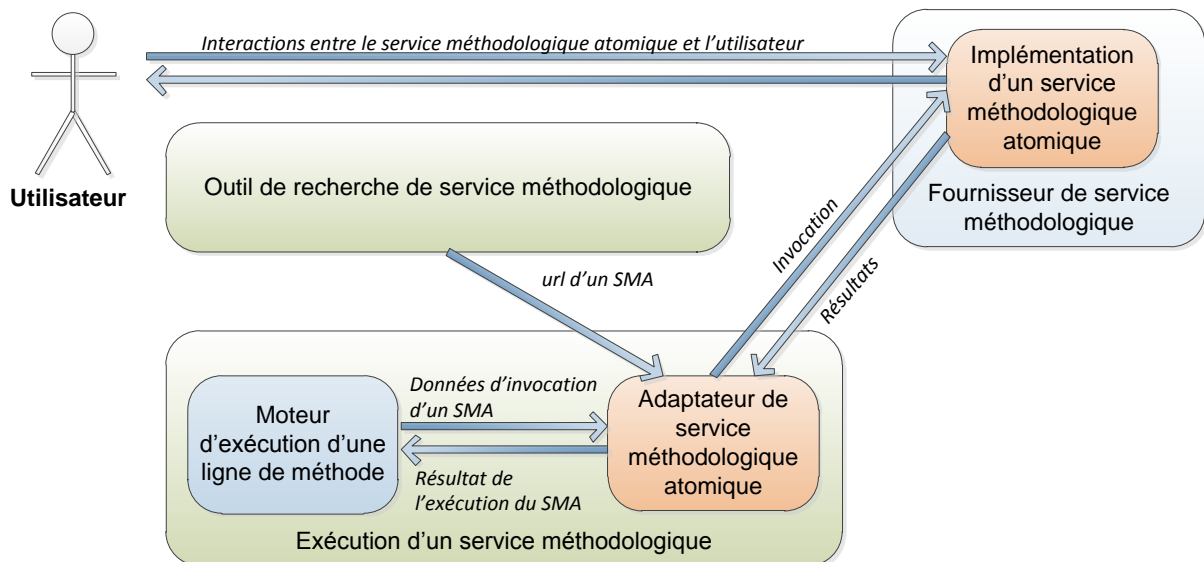 Interactions entre le service méthodologique atomique et l'utilisateur
Implémentation
d'un service
méthodologique
atomique
Fournisseur de service
méthodologique
Utilisateur
Outil de recherche de service méthodologique
Invocation
Résultats
url d'un SMA
Données d'invocation
d'un SMA
Moteur
d'exécution d'une
ligne de méthode
Adaptateur de
service
méthodologique
atomique
Résultat de
l'exécution du SMA
Exécution d'un service méthodologique